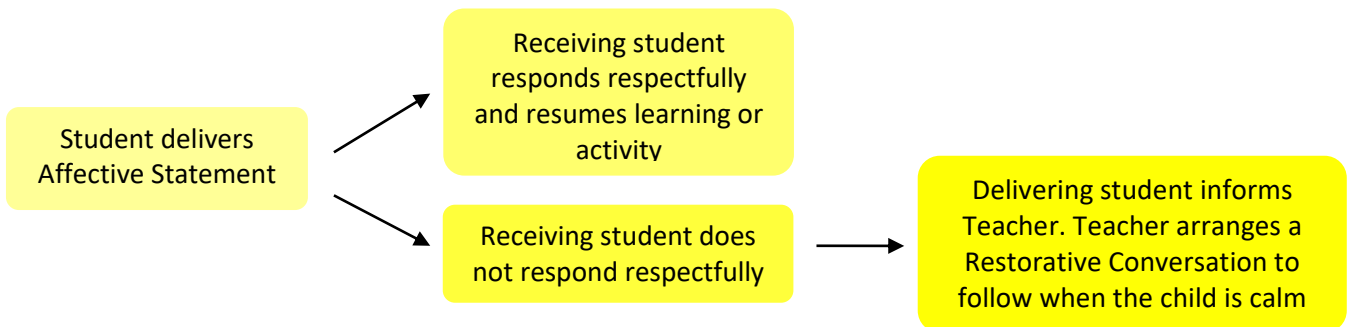 Student delivers
Affective Statement
Receiving student
responds respectfully
and resumes learning or
activity
Receiving student does
not respond respectfully
Delivering student informs
Teacher. Teacher arranges a
Restorative Conversation to
follow when the child is calm